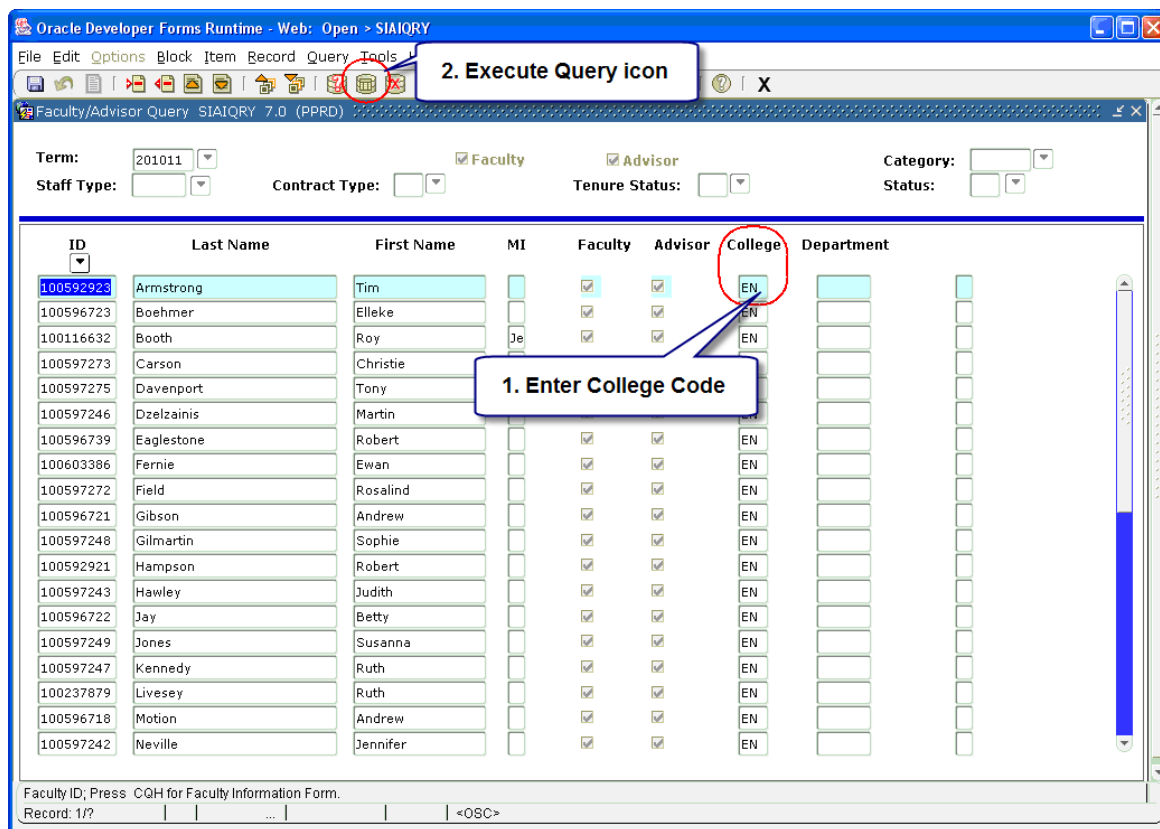 Oracle Developer Forms Runtime - Web: Open > SIAIQRY
File Edit Options Block Item Record Query Tools
2. Execute Query icon
X
Faculty/Advisor Query SIAIQRY 7.0 (PPRD)
Term: 201011 Faculty Advisor Category:
Staff Type: Contract Type: Tenure Status: Status:
ID Last Name First Name MI Faculty Advisor College Department
100592923 Armstrong Tim EN
100596723 Boehmer Elleke EN
100116632 Booth Roy Je EN
100597273 Carson Christie
1. Enter College Code
100597275 Davenport Tony
100597246 Dzelzainis Martin
100596739 Eaglestone Robert EN
100603386 Fernie Ewan EN
100597272 Field Rosalind EN
100596721 Gibson Andrew EN
100597248 Gilmartin Sophie EN
100592921 Hampson Robert EN
100597243 Hawley Judith EN
100596722 Jay Betty EN
100597249 Jones Susanna EN
100597247 Kennedy Ruth EN
100237879 Livesey Ruth EN
100596718 Motion Andrew EN
100597242 Neville Jennifer EN
Faculty ID; Press CQH for Faculty Information Form.
Record: 1/? ... <OSC>